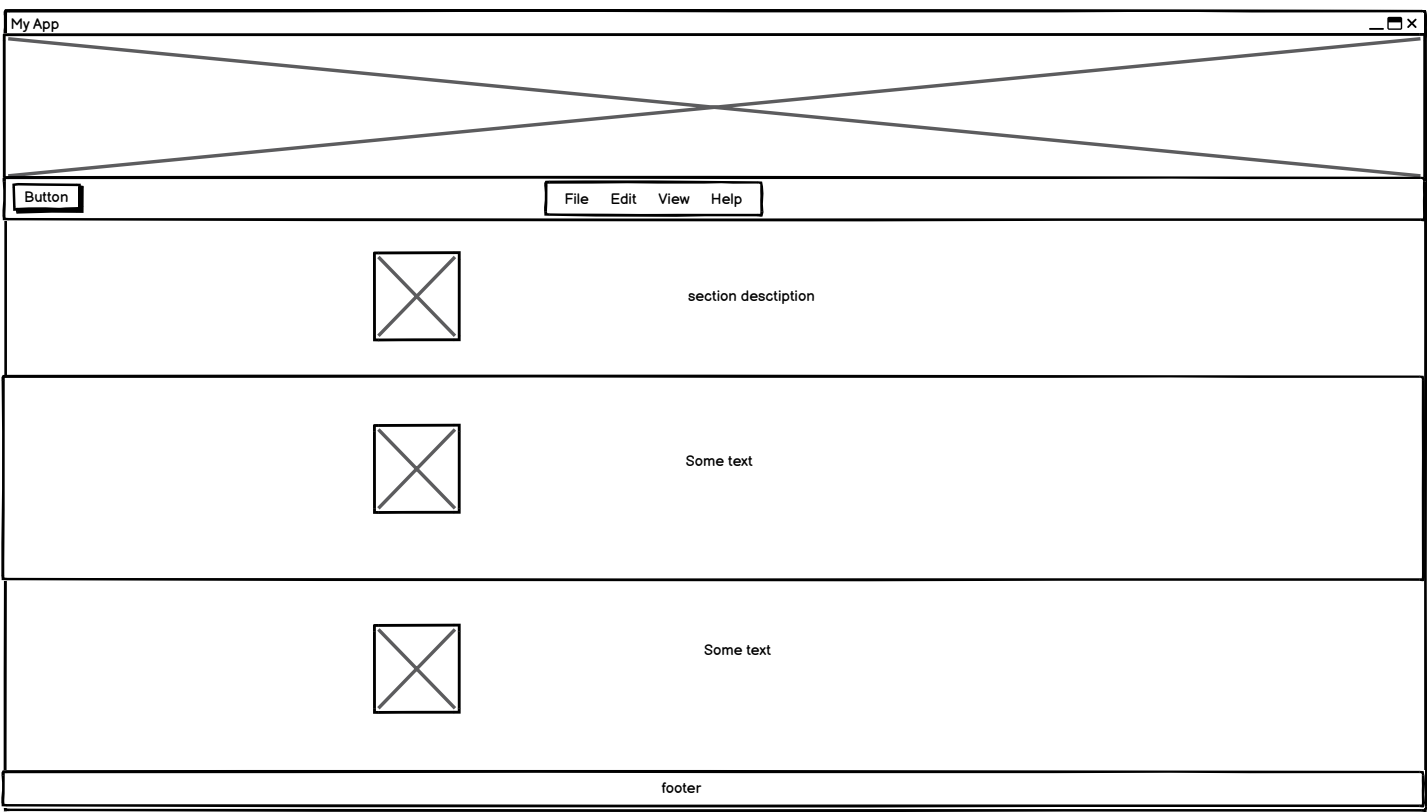 My App
Button
File Edit View Help
section desctiption
Some text
Some text
footer